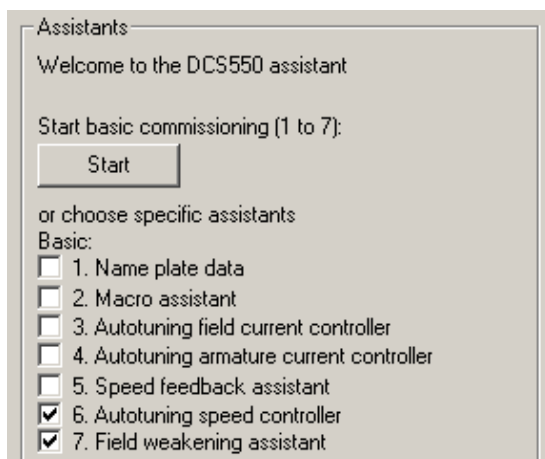 Assistants
Welcome to the DCS550 assistant
Start basic commissioning (1 to 7):
Start
or choose specific assistants
Basic:
1. Name plate data
2. Macro assistant
3. Autotuning field current controller
4. Autotuning armature current controller
5. Speed feedback assistant
6. Autotuning speed controller
7. Field weakening assistant